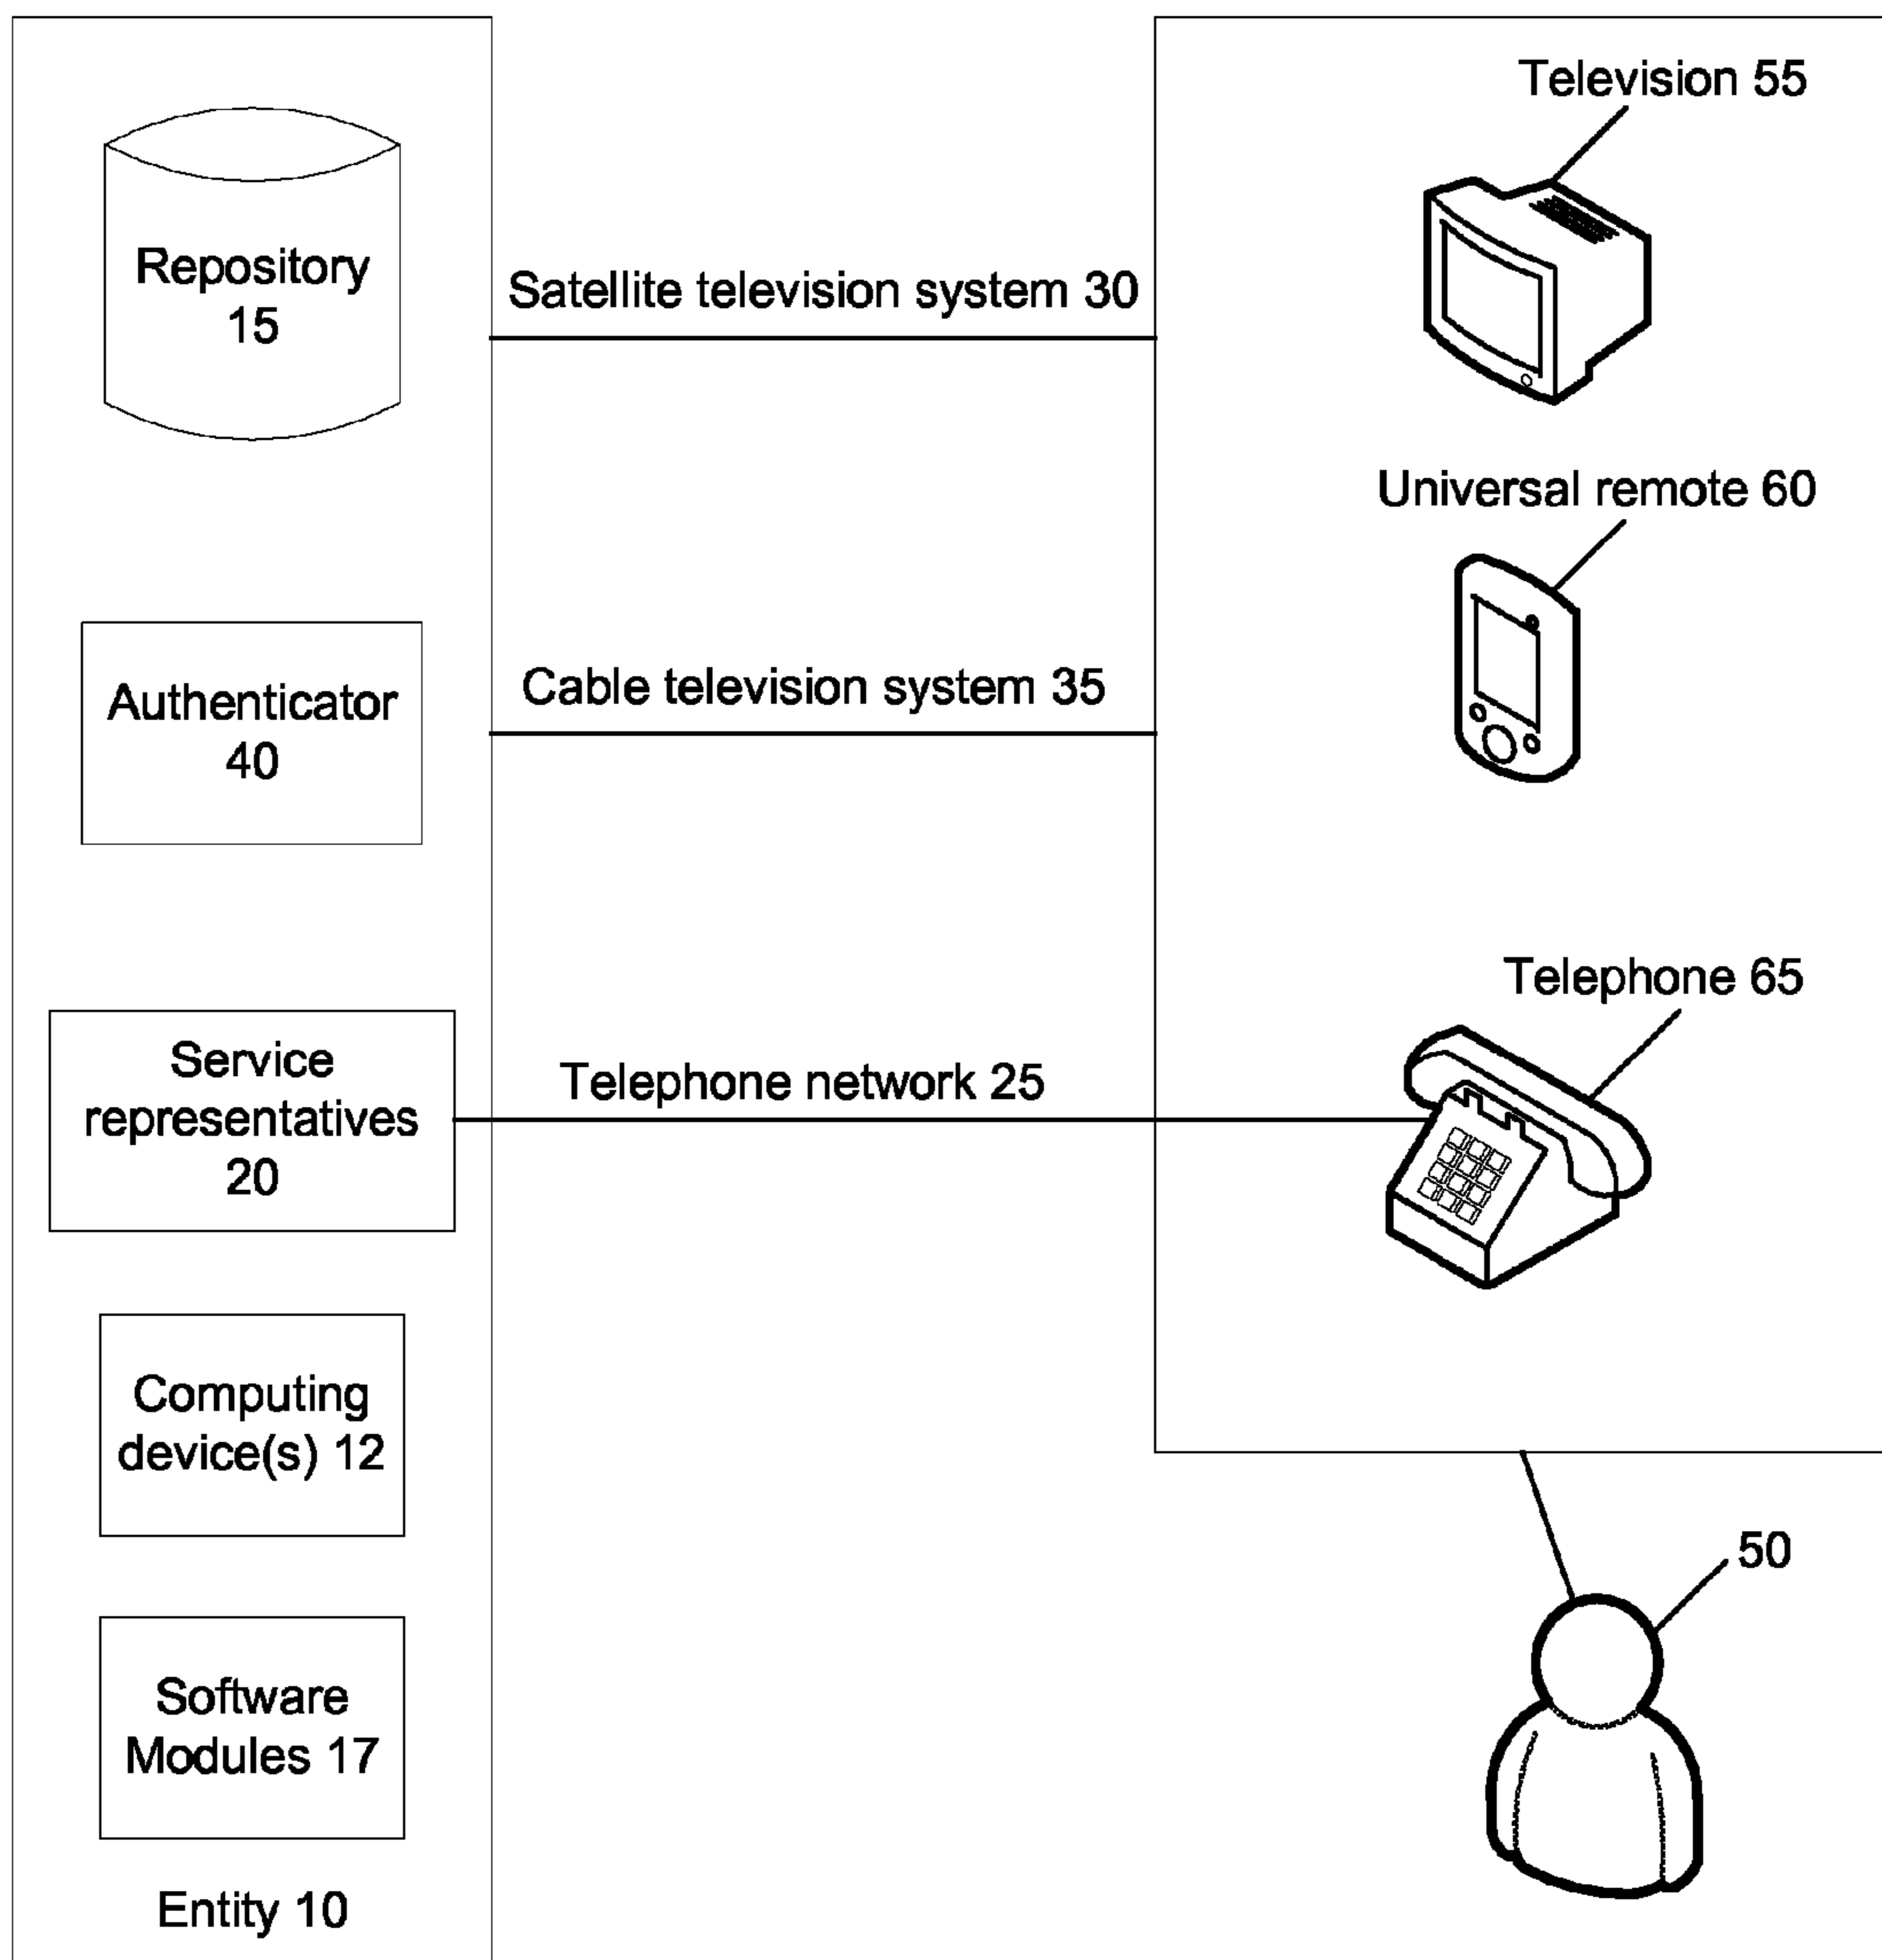 Repository
15
Authenticator
40
Service
representatives
20
Computing
device(s) 12
Software
Modules 17
Entity 10
Satellite television system 30
Cable television system 35
Telephone network 25
Television 55
Universal remote 60
Telephone 65
50